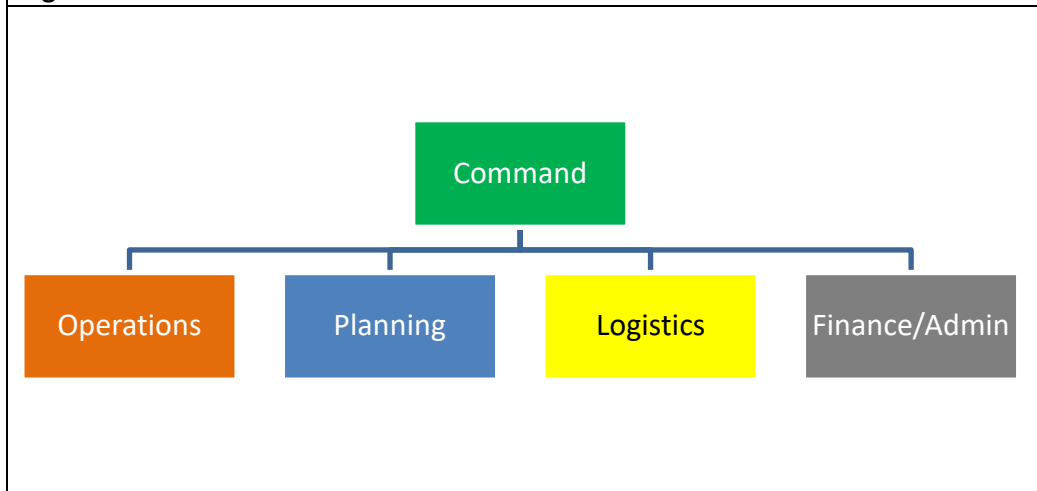 Command
Operations
Planning
Logistics
Finance/Admin